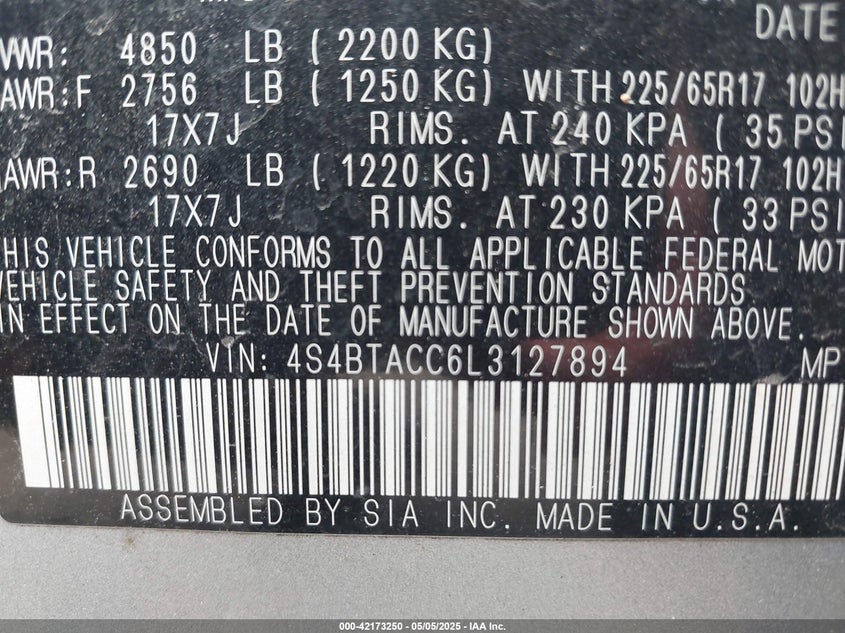 DATE
VWR: 4850 LB ( 2200 KG)
AWR:F 2756 LB ( 1250 KG) WITH 225/65R17 102H
17X7J RIMS. AT 240 KPA ( 35 PSI
AWR:R 2690 LB ( 1220 KG) WITH 225/65R17 102H
17X7J RIMS. AT 230 KPA ( 33 PSI
THIS VEHICLE CONFORMS TO ALL APPLICABLE FEDERAL MOT
VEHICLE SAFETY AND THEFT PREVENTION STANDARDS
IN EFFECT ON THE DATE OF MANUFACTURE SHOWN ABOVE.
VIN: 4S4BTACC6L3127894 MP
ASSEMBLED BY SIA INC. MADE IN U.S.A.
000-42173250 - 05/05/2025 - IAA Inc.